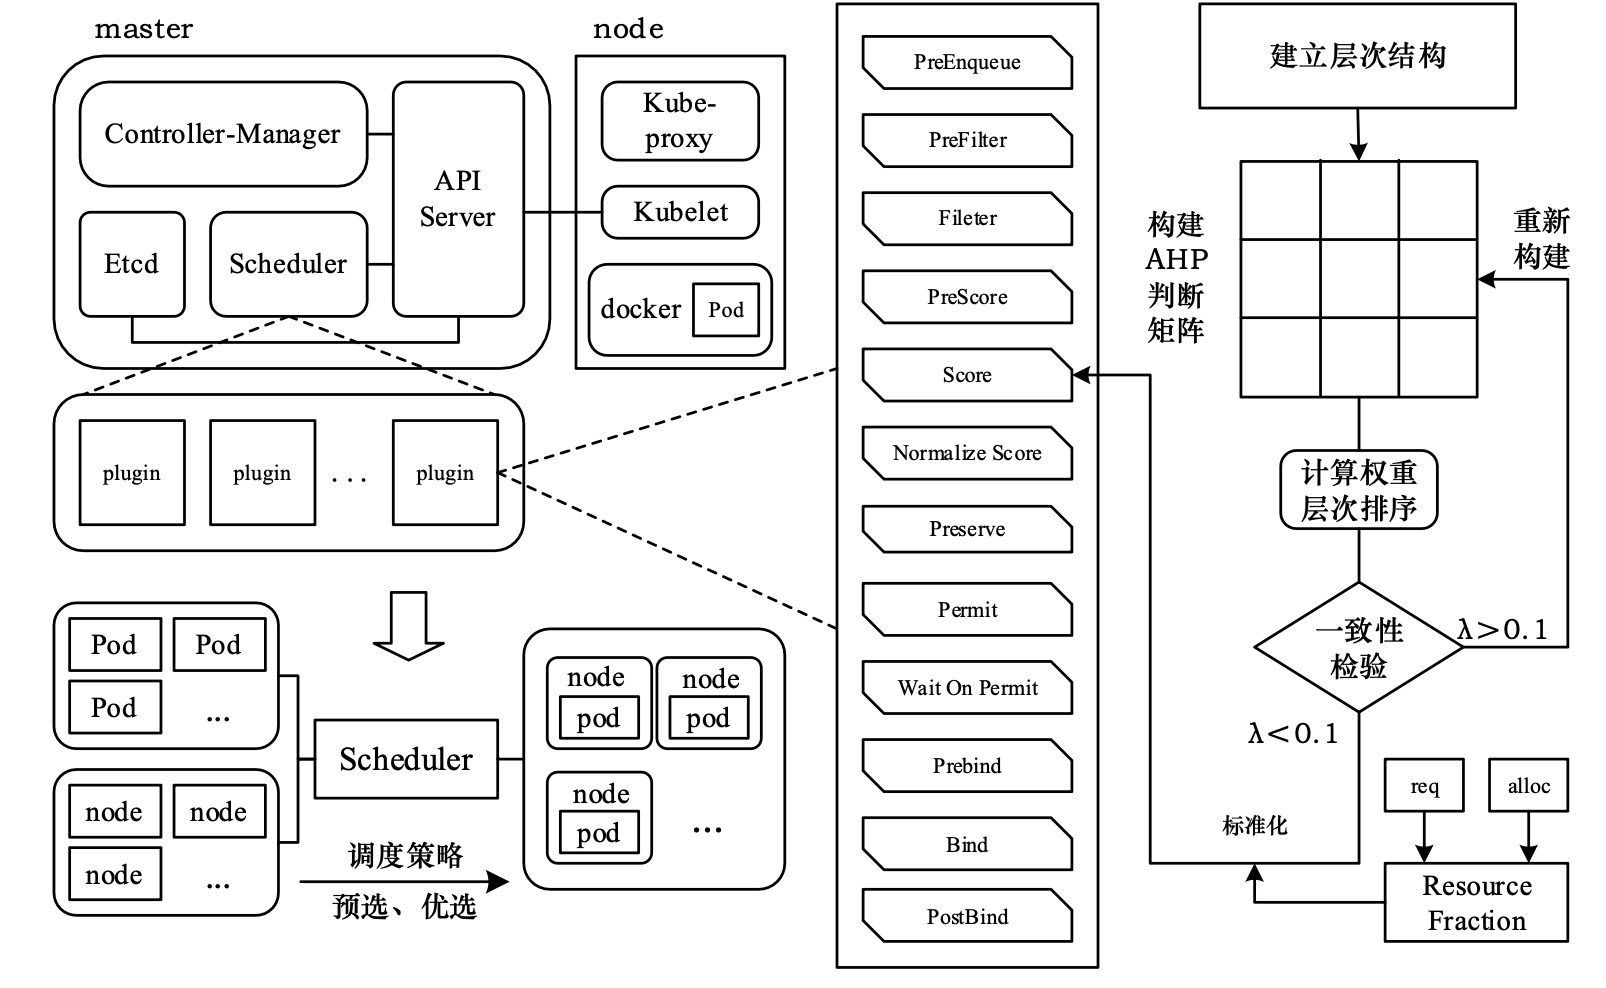 master
Controller-Manager
Etcd
Scheduler
API
Server
node
Kube-
proxy
Kubelet
docker
Pod
plugin
plugin
...
plugin
Pod
Pod
Pod
...
node
node
node
...
Scheduler
调度策略
预选、优选
node
pod
node
pod
node
pod
...
PreEnqueue
PreFilter
Fileter
PreScore
Score
Normalize Score
Preserve
Permit
Wait On Permit
Prebind
Bind
PostBind
建立层次结构
构建
AHP
判断
矩阵
重新
构建
计算权重
层次排序
一致性
检验
λ>0.1
λ<0.1
标准化
req
alloc
Resource
Fraction